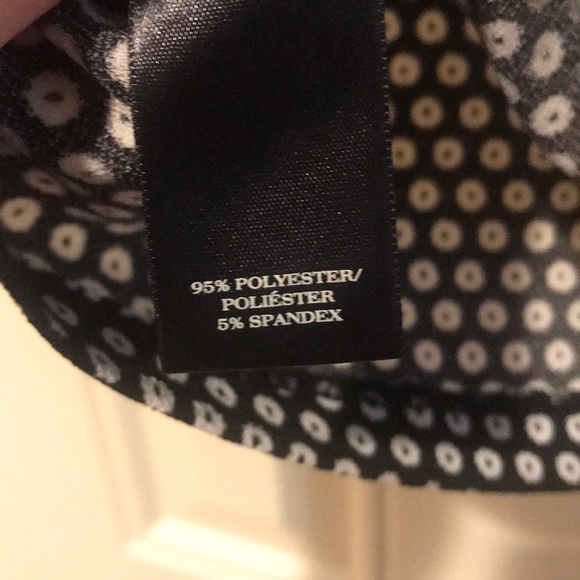 95% POLYESTER/
POLIÉSTER
5% SPANDEX